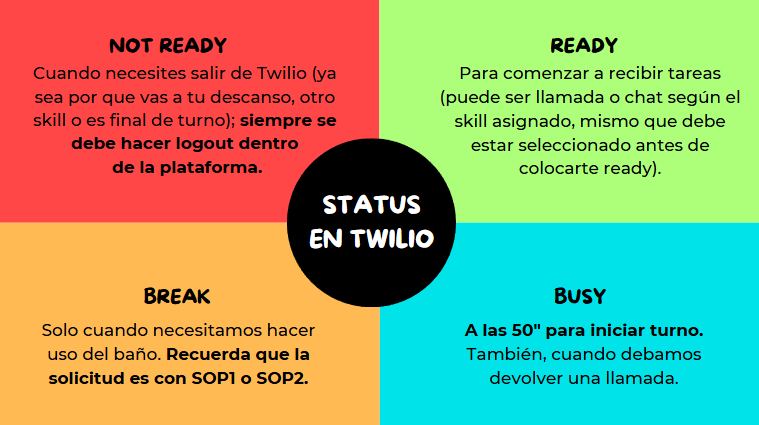 NOT READY
Cuando necesites salir de Twilio (ya
sea por que vas a tu descanso, otro
skill o es final de turno); siempre se
debe hacer logout dentro
de la plataforma.
READY
Para comenzar a recibir tareas
(puede ser llamada o chat según el
skill asignado, mismo que debe
estar seleccionado antes de
colocarte ready).
STATUS
EN TWILIO
BREAK
Solo cuando necesitamos hacer
uso del baño. Recuerda que la
solicitud es con SOP1 o SOP2.
BUSY
A las 50" para iniciar turno.
También, cuando debamos
devolver una llamada.